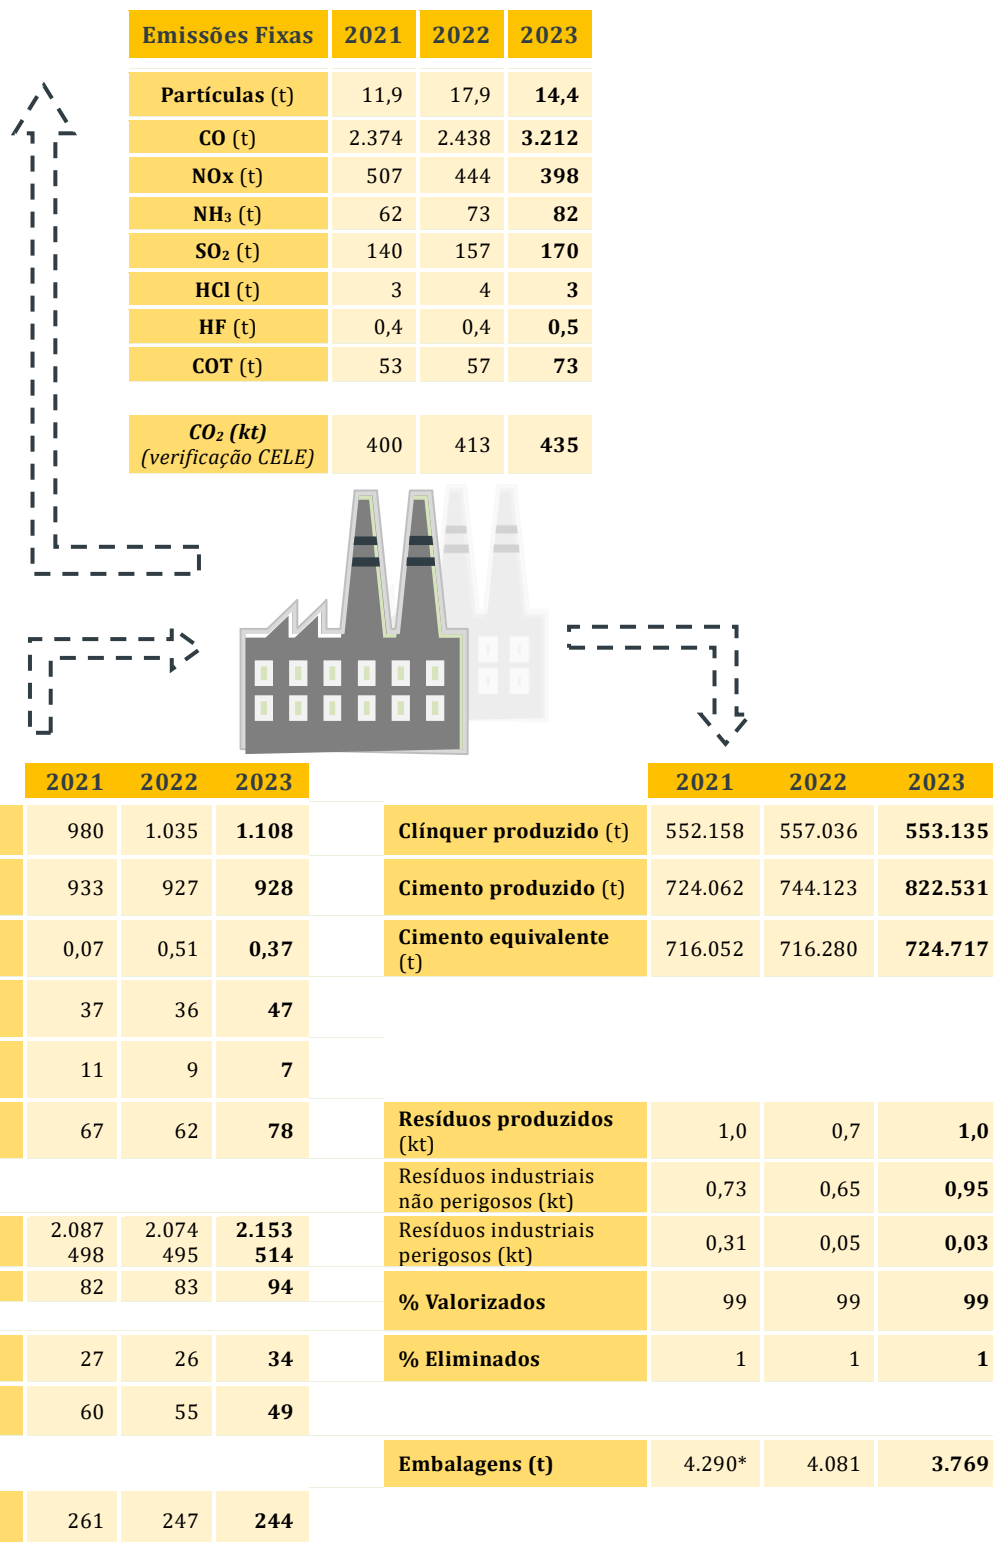 Emissões Fixas 2021 2022 2023
Partículas (t) 11,9 17,9 14,4
CO (t) 2.374 2.438 3.212
NOx (t) 507 444 398
NH₃ (t) 62 73 82
SO₂ (t) 140 157 170
HCl (t) 3 4 3
HF (t) 0,4 0,4 0,5
COT (t) 53 57 73
CO₂ (kt)
(verificação CELE) 400 413 435
2021 2022 2023
980 1.035 1.108
933 927 928
0,07 0,51 0,37
37 36 47
11 9 7
67 62 78
2.087 2.074 2.153
498 495 514
82 83 94
27 26 34
60 55 49
261 247 244
2021 2022 2023
Clínquer produzido (t) 552.158 557.036 553.135
Cimento produzido (t) 724.062 744.123 822.531
Cimento equivalente
(t) 716.052 716.280 724.717
Resíduos produzidos
(kt) 1,0 0,7 1,0
Resíduos industriais
não perigosos (kt) 0,73 0,65 0,95
Resíduos industriais
perigosos (kt) 0,31 0,05 0,03
% Valorizados 99 99 99
% Eliminados 1 1 1
Embalagens (t) 4.290* 4.081 3.769